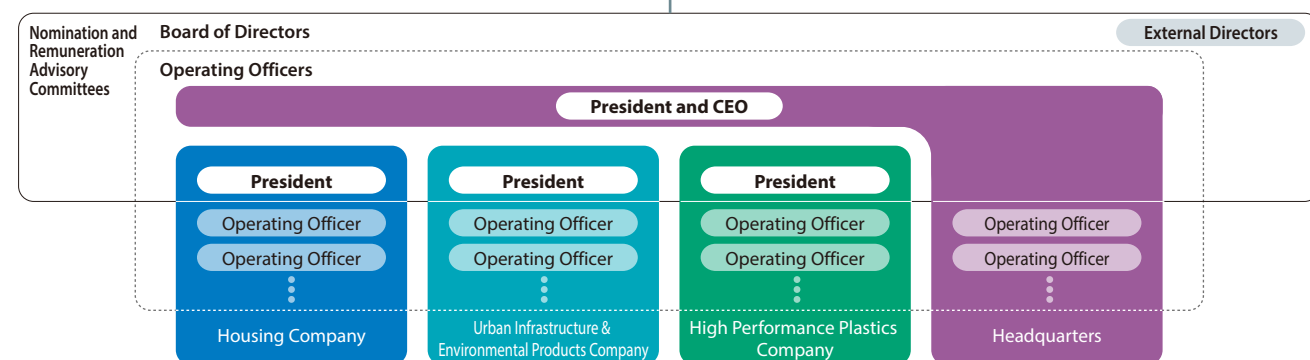 Nomination and
Remuneration
Advisory
Committees
Board of Directors
External Directors
Operating Officers
President and CEO
President
Operating Officer
Operating Officer
Housing Company
President
Operating Officer
Operating Officer
Urban Infrastructure &
Environmental Products Company
President
Operating Officer
Operating Officer
High Performance Plastics
Company
Operating Officer
Operating Officer
Headquarters